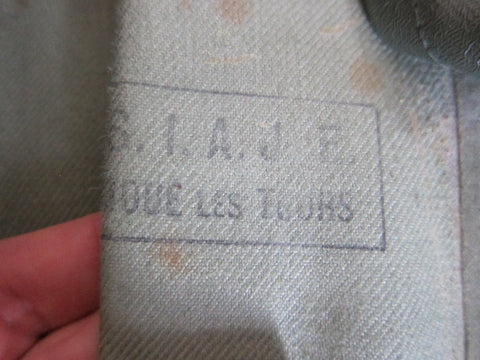 S. I. A. J. E.
JOUE LES TOURS